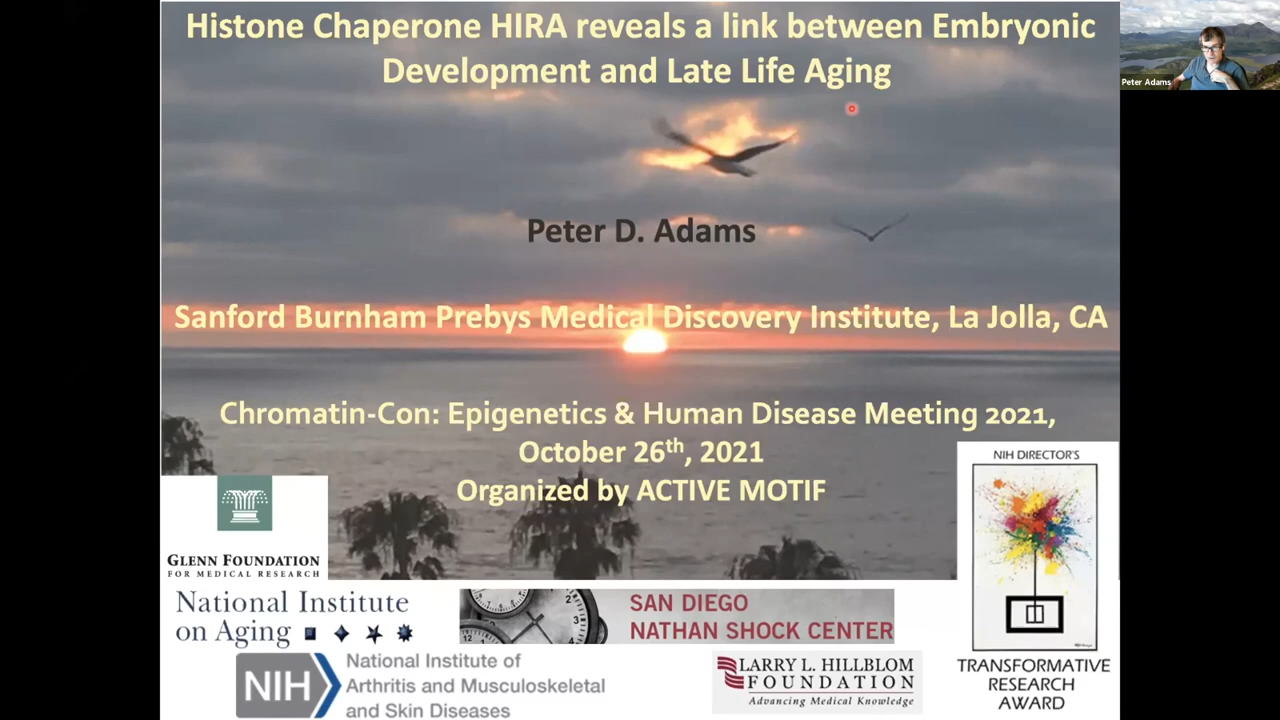 Histone Chaperone HIRA reveals a link between Embryonic
Development and Late Life Aging
Peter Adams
Peter D. Adams
Sanford Burnham Prebys Medical Discovery Institute, La Jolla, CA
Chromatin-Con: Epigenetics & Human Disease Meeting 2021,
October 26th, 2021
Organized by ACTIVE MOTIF
GLENN FOUNDATION
FOR MEDICAL RESEARCH
National Institute
on Aging
12
2
3
SAN DIEGO
NATHAN SHOCK CENTER
NIH
National Institute of
Arthritis and Musculoskeletal
and Skin Diseases
LARRY L. HILLBLOM
FOUNDATION
Advancing Medical Knowledge
NIH DIRECTOR'S
TRANSFORMATIVE
RESEARCH
AWARD